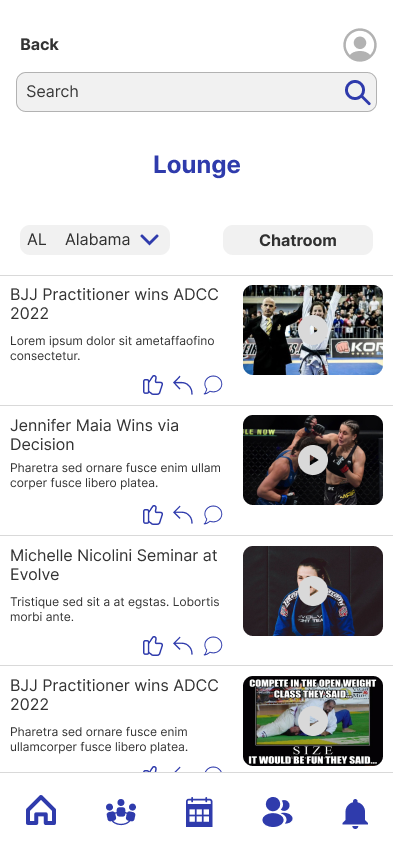 Back
Search
Lounge
AL Alabama
Chatroom
BJJ Practitioner wins ADCC
2022
Lorem ipsum dolor sit ametaffaofino
consectetur.
KOR
Jennifer Maia Wins via
Decision
Pharetra sed ornare fusce enim ullam
corper fusce libero platea.
LE NOW
Michelle Nicolini Seminar at
Evolve
Tristique sed sit a at egstas. Lobortis
morbi ante.
BJJ Practitioner wins ADCC
2022
Pharetra sed ornare fusce enim
ullamcorper fusce libero platea.
COMPETE IN THE OPEN WEIGHT
CLASS THEY SAID...
SIZE
IT WOULD BE FUN THEY SAID...